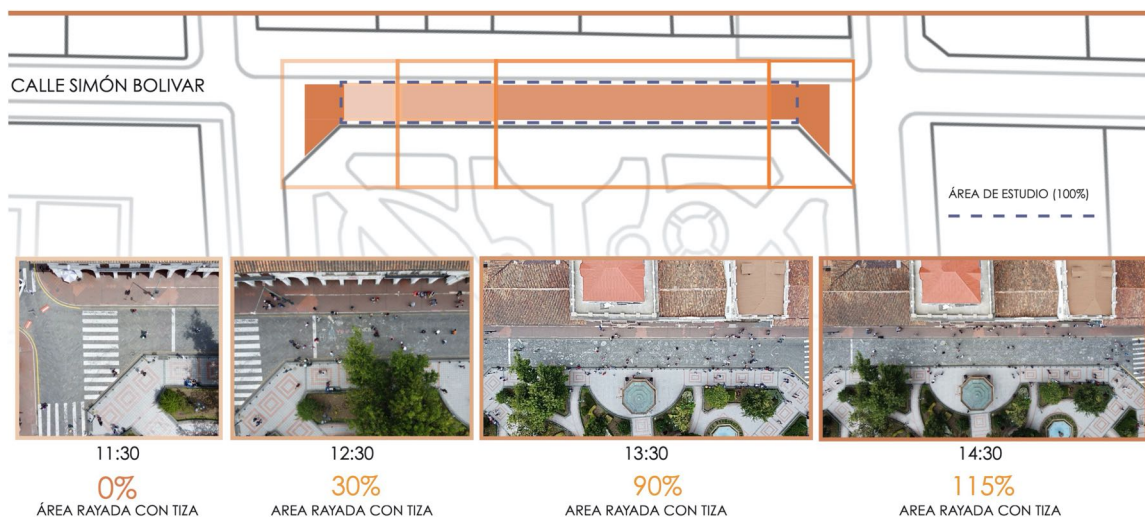 CALLE SIMÓN BOLIVAR
ÁREA DE ESTUDIO (100%)
11:30
12:30
13:30
14:30
0%
30%
90%
115%
ÁREA RAYADA CON TIZA
AREA RAYADA CON TIZA
AREA RAYADA CON TIZA
AREA RAYADA CON TIZA